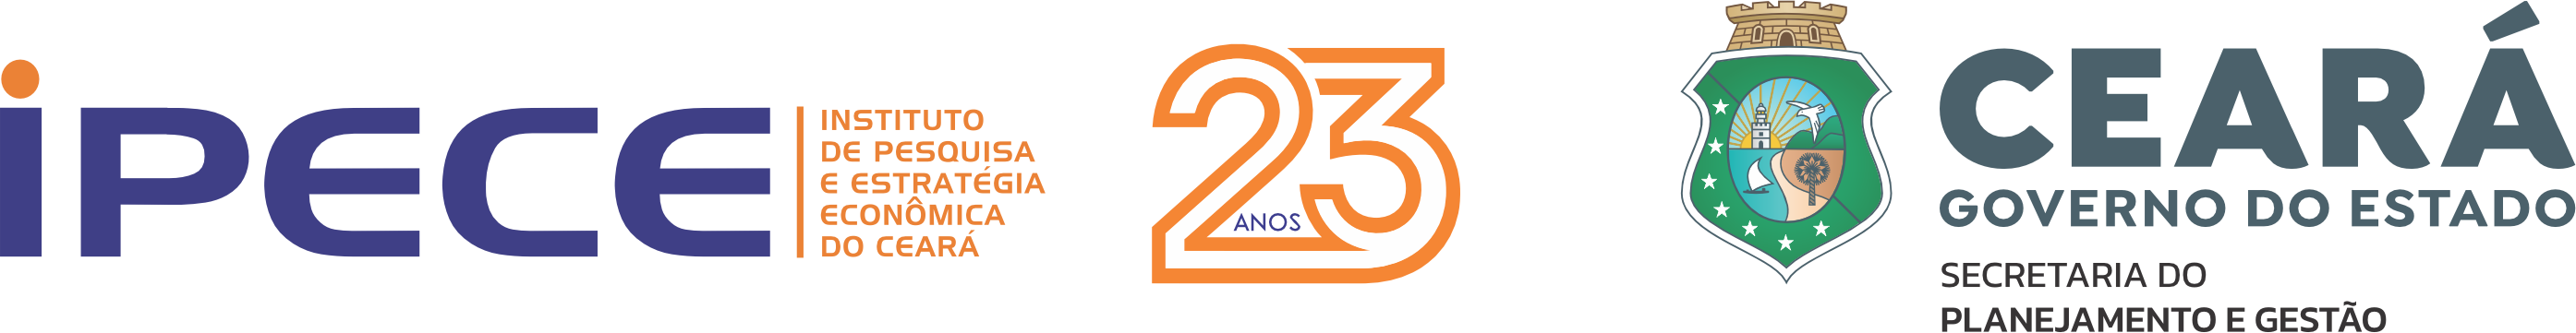 iPECE
INSTITUTO
DE PESQUISA
E ESTRATÉGIA
ECONÔMICA
DO CEARÁ
23
ANOS
CEARÁ
GOVERNO DO ESTADO
SECRETARIA DO
PLANEJAMENTO E GESTÃO